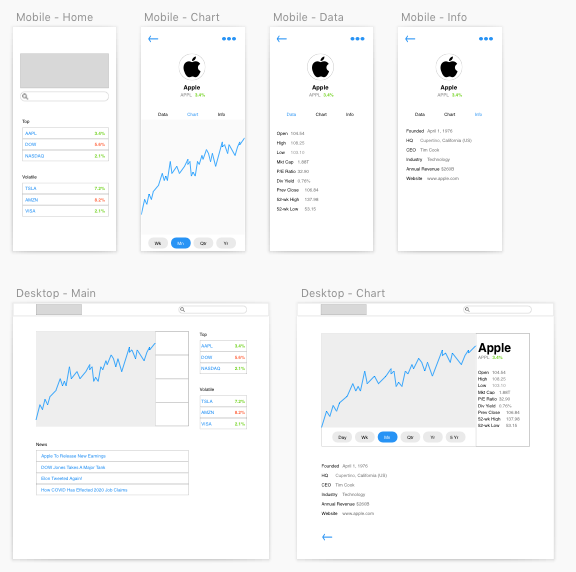 Mobile - Home
Mobile - Chart
Mobile - Data
Mobile - Info
Top
AAPL 3.4%
DOW 5.6%
NASDAQ 2.1%
Volatile
TSLA 7.2%
AMZN 8.2%
VISA 2.1%
Apple
APPL 3.4%
Data Chart Info
Wk Mn Qtr Yr
Apple
APPL 3.4%
Data Chart Info
Open 104.64
High 108.25
Low 103.10
Mkt Cap 1.88T
P/E Ratio $2.90
Div Yield 0.76%
Prev Close 106.84
52-wk High 137.98
52-wk Low 53.15
Apple
APPL 3.4%
Data Chart Info
Founded April 1, 1976
HQ Cupertino, California (US)
CEO Tim Cook
Industry Technology
Annual Revenue $260B
Website www.apple.com
Desktop - Main
Desktop - Chart
Top
AAPL 3.4%
DOW 5.6%
NASDAQ 2.1%
Volatile
TSLA 7.2%
AMZN 8.2%
VISA 2.1%
News
Apple To Release New Earnings
DOW Jones Takes A Major Task
Elon Tweeted Again!
How COVID Has Effected 2020 Job Claims
Apple
APPL 3.4%
Open 104.64
High 108.25
Low 103.10
Mkt Cap 1.88T
P/E Ratio $2.90
Div Yield 0.76%
Prev Close 106.84
52-wk High 137.98
52-wk Low 53.15
Day Wk Mn Qtr Yr 5 Yr
Founded April 1, 1976
HQ Cupertino, California (US)
CEO Tim Cook
Industry Technology
Annual Revenue $260B
Website www.apple.com